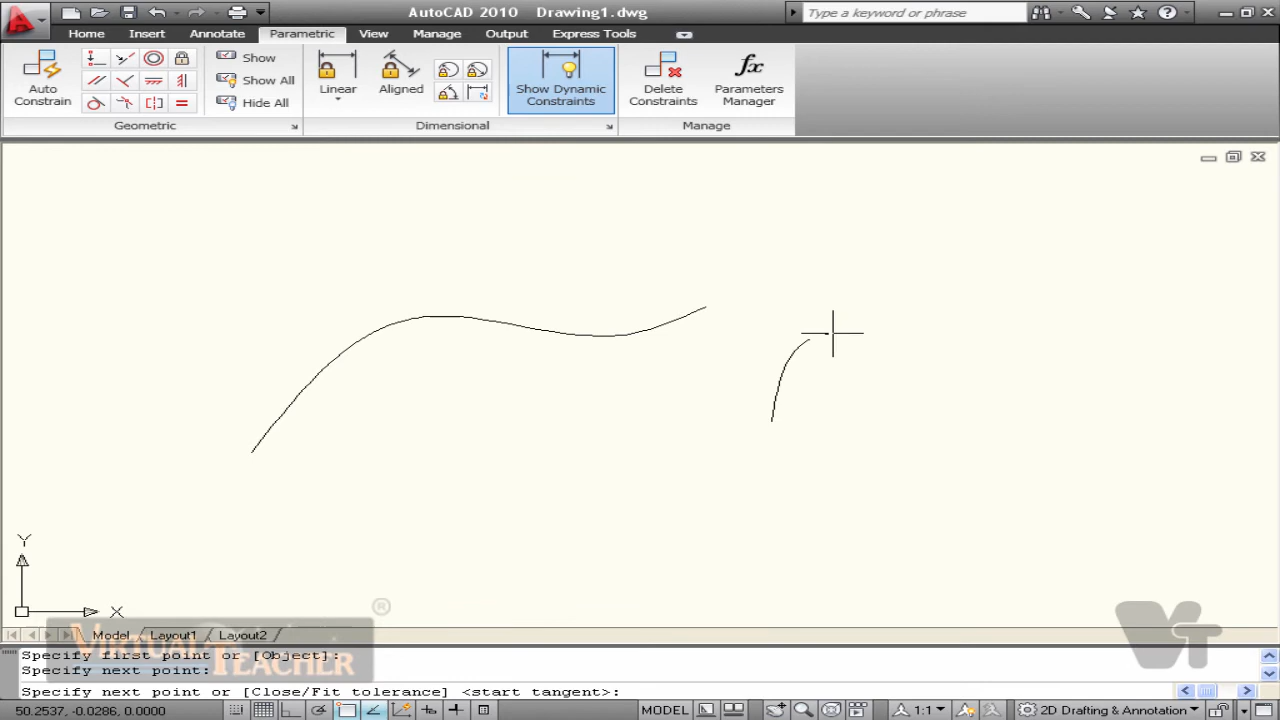 AutoCAD 2010 Drawing1.dwg
Type a keyword or phrase
Home Insert Annotate Parametric View Manage Output Express Tools
Auto Constrain
Show
Show All
Hide All
Linear
Aligned
Show Dynamic Constraints
Delete Constraints
fx
Parameters Manager
Geometric
Dimensional
Manage
Y
X
®
Model Layout1 Layout2
VIRTUAL TEACHER
VT
Specify first point or [Object]:
Specify next point:
Specify next point or [Close/Fit tolerance] <start tangent>:
50.2537, -0.0286, 0.0000 MODEL 1:1 2D Drafting & Annotation